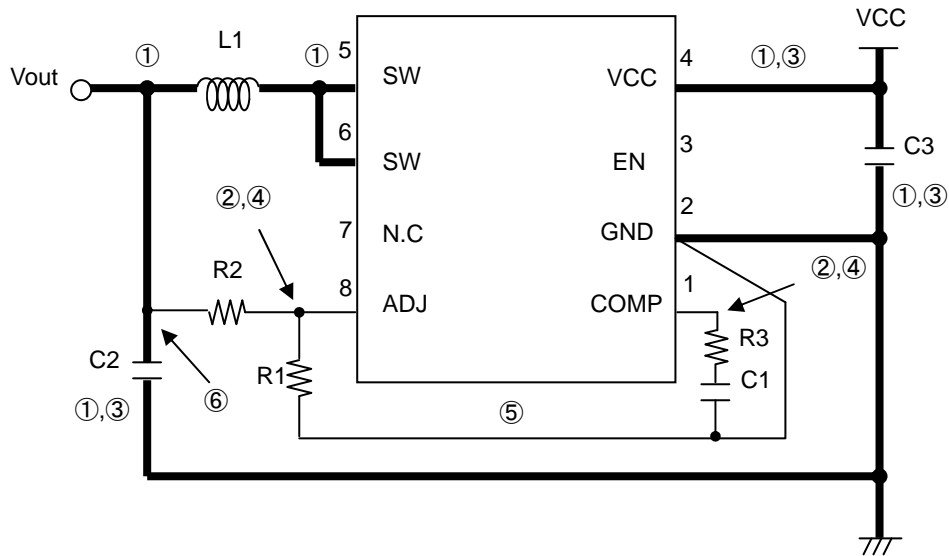 VCC
L1
① ① 5 4 ①,③
Vout SW VCC
6 3 C3
SW EN
①,③
②,④ 7 2
N.C GND
②,④
R2 8 1
ADJ COMP
R3
C2 R1 C1
⑥
①,③ ⑤